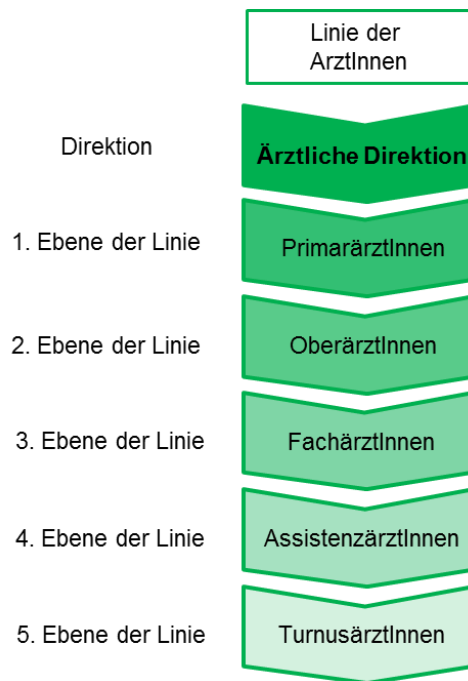 Linie der
ArztInnen
Direktion
Ärztliche Direktion
1. Ebene der Linie
PrimarärztInnen
2. Ebene der Linie
OberärztInnen
3. Ebene der Linie
FachärztInnen
4. Ebene der Linie
AssistenzärztInnen
5. Ebene der Linie
TurnusärztInnen